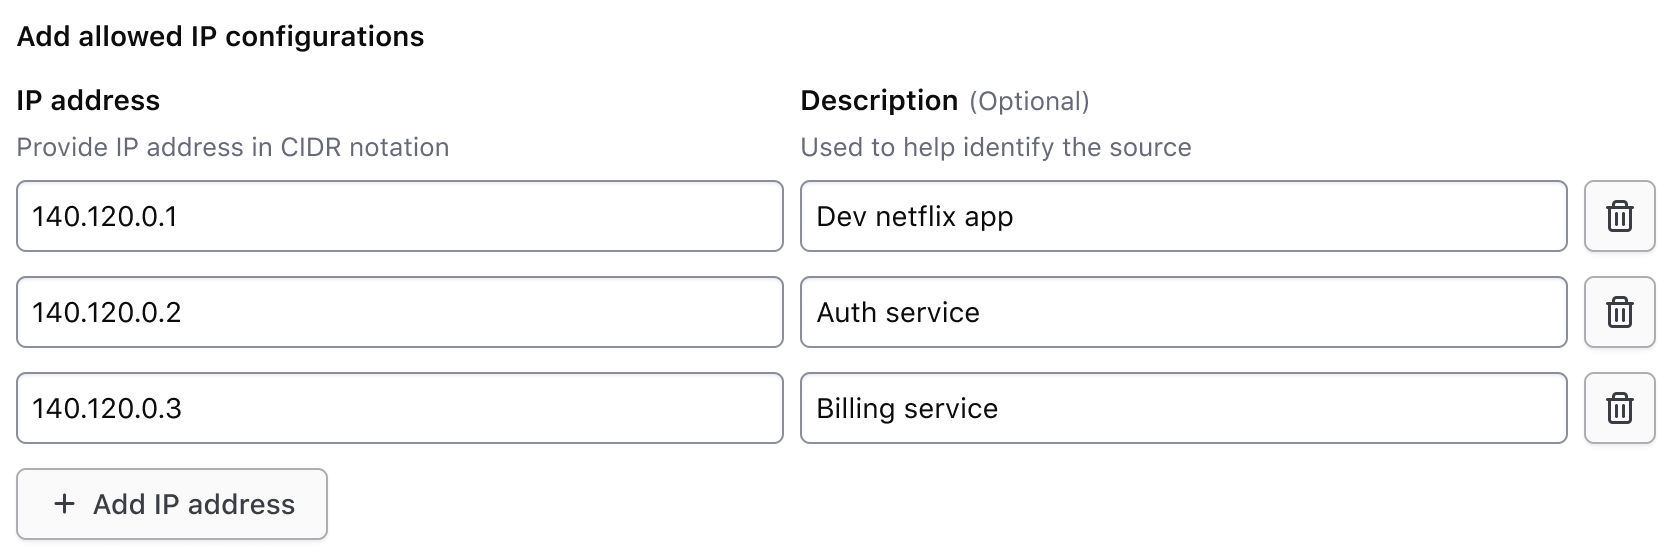 Add allowed IP configurations
IP address
Description (Optional)
Provide IP address in CIDR notation
Used to help identify the source
140.120.0.1
Dev netflix app
140.120.0.2
Auth service
140.120.0.3
Billing service
+ Add IP address